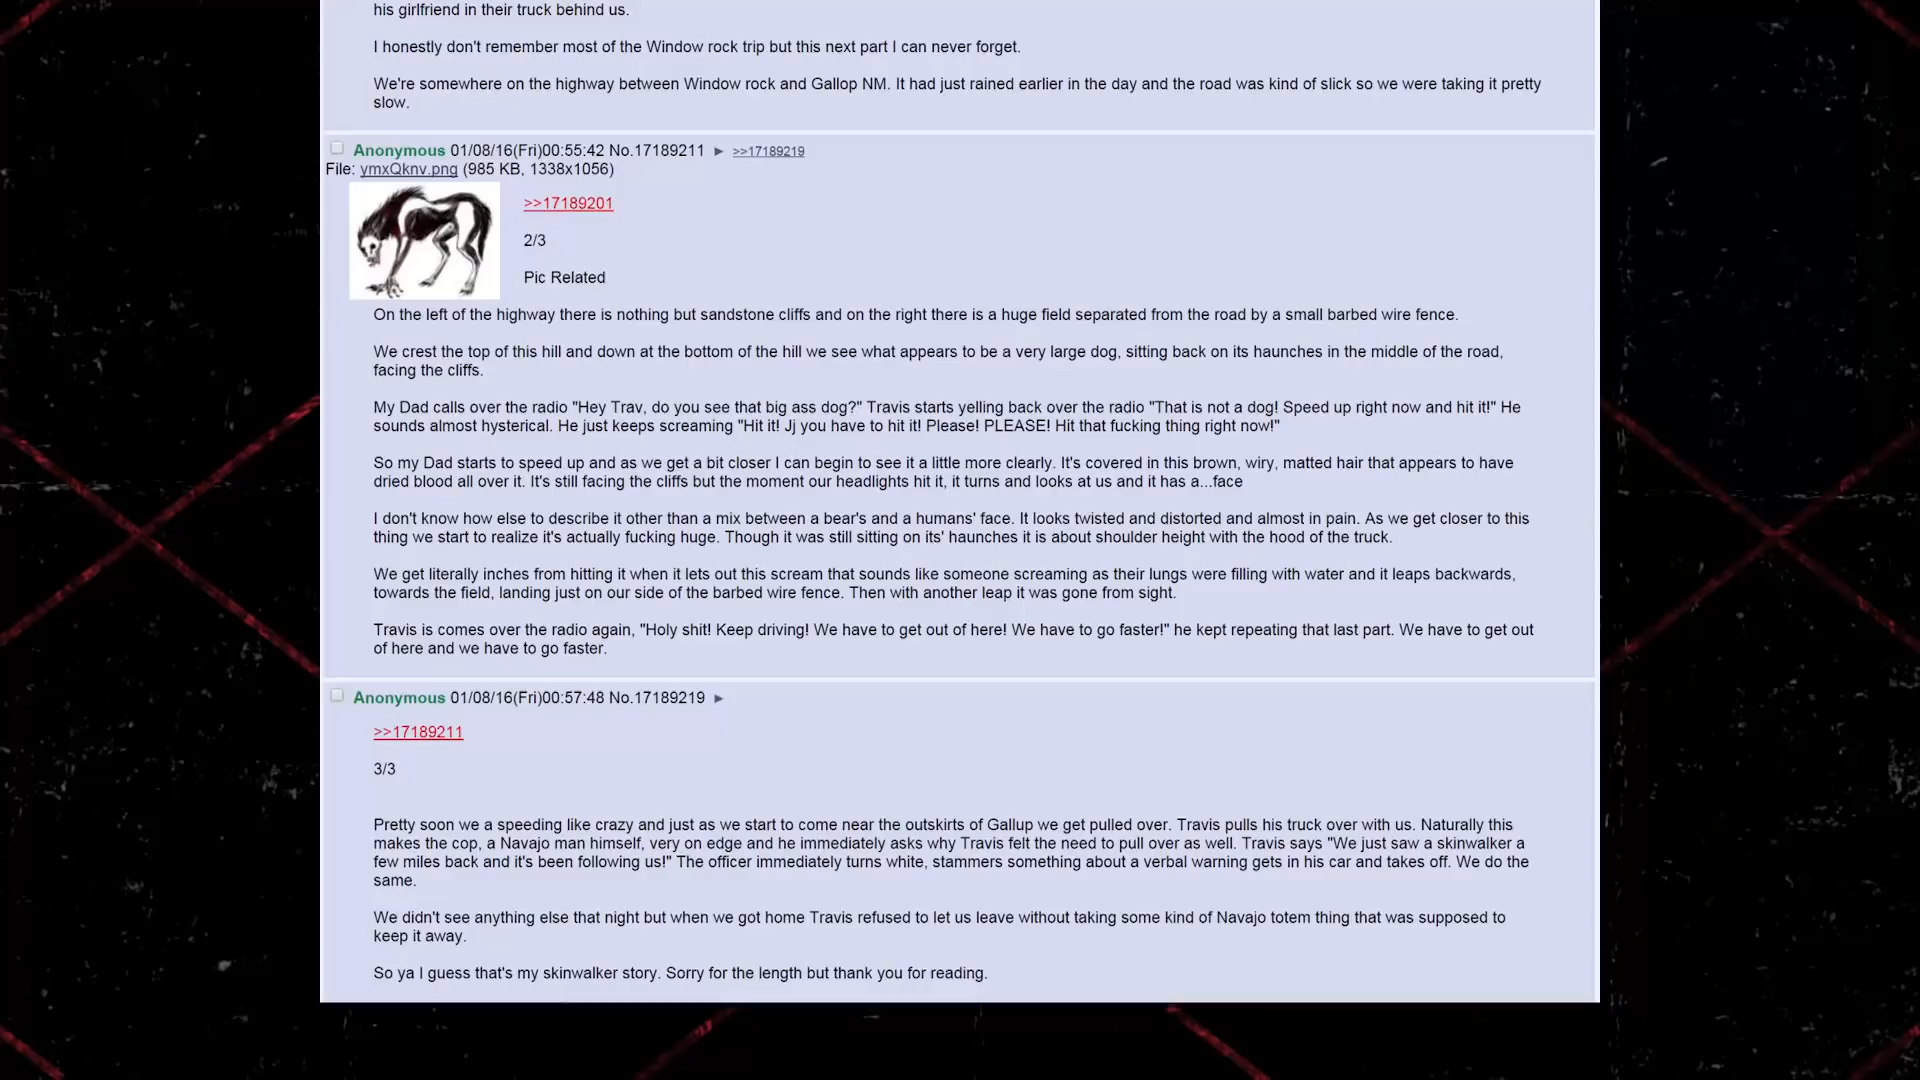 his girlfriend in their truck behind us.
I honestly don't remember most of the Window rock trip but this next part I can never forget.
We're somewhere on the highway between Window rock and Gallop NM. It had just rained earlier in the day and the road was kind of slick so we were taking it pretty
slow.
Anonymous 01/08/16(Fri)00:55:42 No.17189211 ► >>17189219
File: ymxQknv.png (985 KB, 1338x1056)
>>17189201
2/3
Pic Related
On the left of the highway there is nothing but sandstone cliffs and on the right there is a huge field separated from the road by a small barbed wire fence.
We crest the top of this hill and down at the bottom of the hill we see what appears to be a very large dog, sitting back on its haunches in the middle of the road,
facing the cliffs.
My Dad calls over the radio "Hey Trav, do you see that big ass dog?" Travis starts yelling back over the radio "That is not a dog! Speed up right now and hit it!" He
sounds almost hysterical. He just keeps screaming "Hit it! Jj you have to hit it! Please! PLEASE! Hit that fucking thing right now!"
So my Dad starts to speed up and as we get a bit closer I can begin to see it a little more clearly. It's covered in this brown, wiry, matted hair that appears to have
dried blood all over it. It's still facing the cliffs but the moment our headlights hit it, it turns and looks at us and it has a...face
I don't know how else to describe it other than a mix between a bear's and a humans' face. It looks twisted and distorted and almost in pain. As we get closer to this
thing we start to realize it's actually fucking huge. Though it was still sitting on its' haunches it is about shoulder height with the hood of the truck.
We get literally inches from hitting it when it lets out this scream that sounds like someone screaming as their lungs were filling with water and it leaps backwards,
towards the field, landing just on our side of the barbed wire fence. Then with another leap it was gone from sight.
Travis is comes over the radio again, "Holy shit! Keep driving! We have to get out of here! We have to go faster!" he kept repeating that last part. We have to get out
of here and we have to go faster.
Anonymous 01/08/16(Fri)00:57:48 No.17189219 ►
>>17189211
3/3
Pretty soon we a speeding like crazy and just as we start to come near the outskirts of Gallup we get pulled over. Travis pulls his truck over with us. Naturally this
makes the cop, a Navajo man himself, very on edge and he immediately asks why Travis felt the need to pull over as well. Travis says "We just saw a skinwalker a
few miles back and it's been following us!" The officer immediately turns white, stammers something about a verbal warning gets in his car and takes off. We do the
same.
We didn't see anything else that night but when we got home Travis refused to let us leave without taking some kind of Navajo totem thing that was supposed to
keep it away.
So ya I guess that's my skinwalker story. Sorry for the length but thank you for reading.